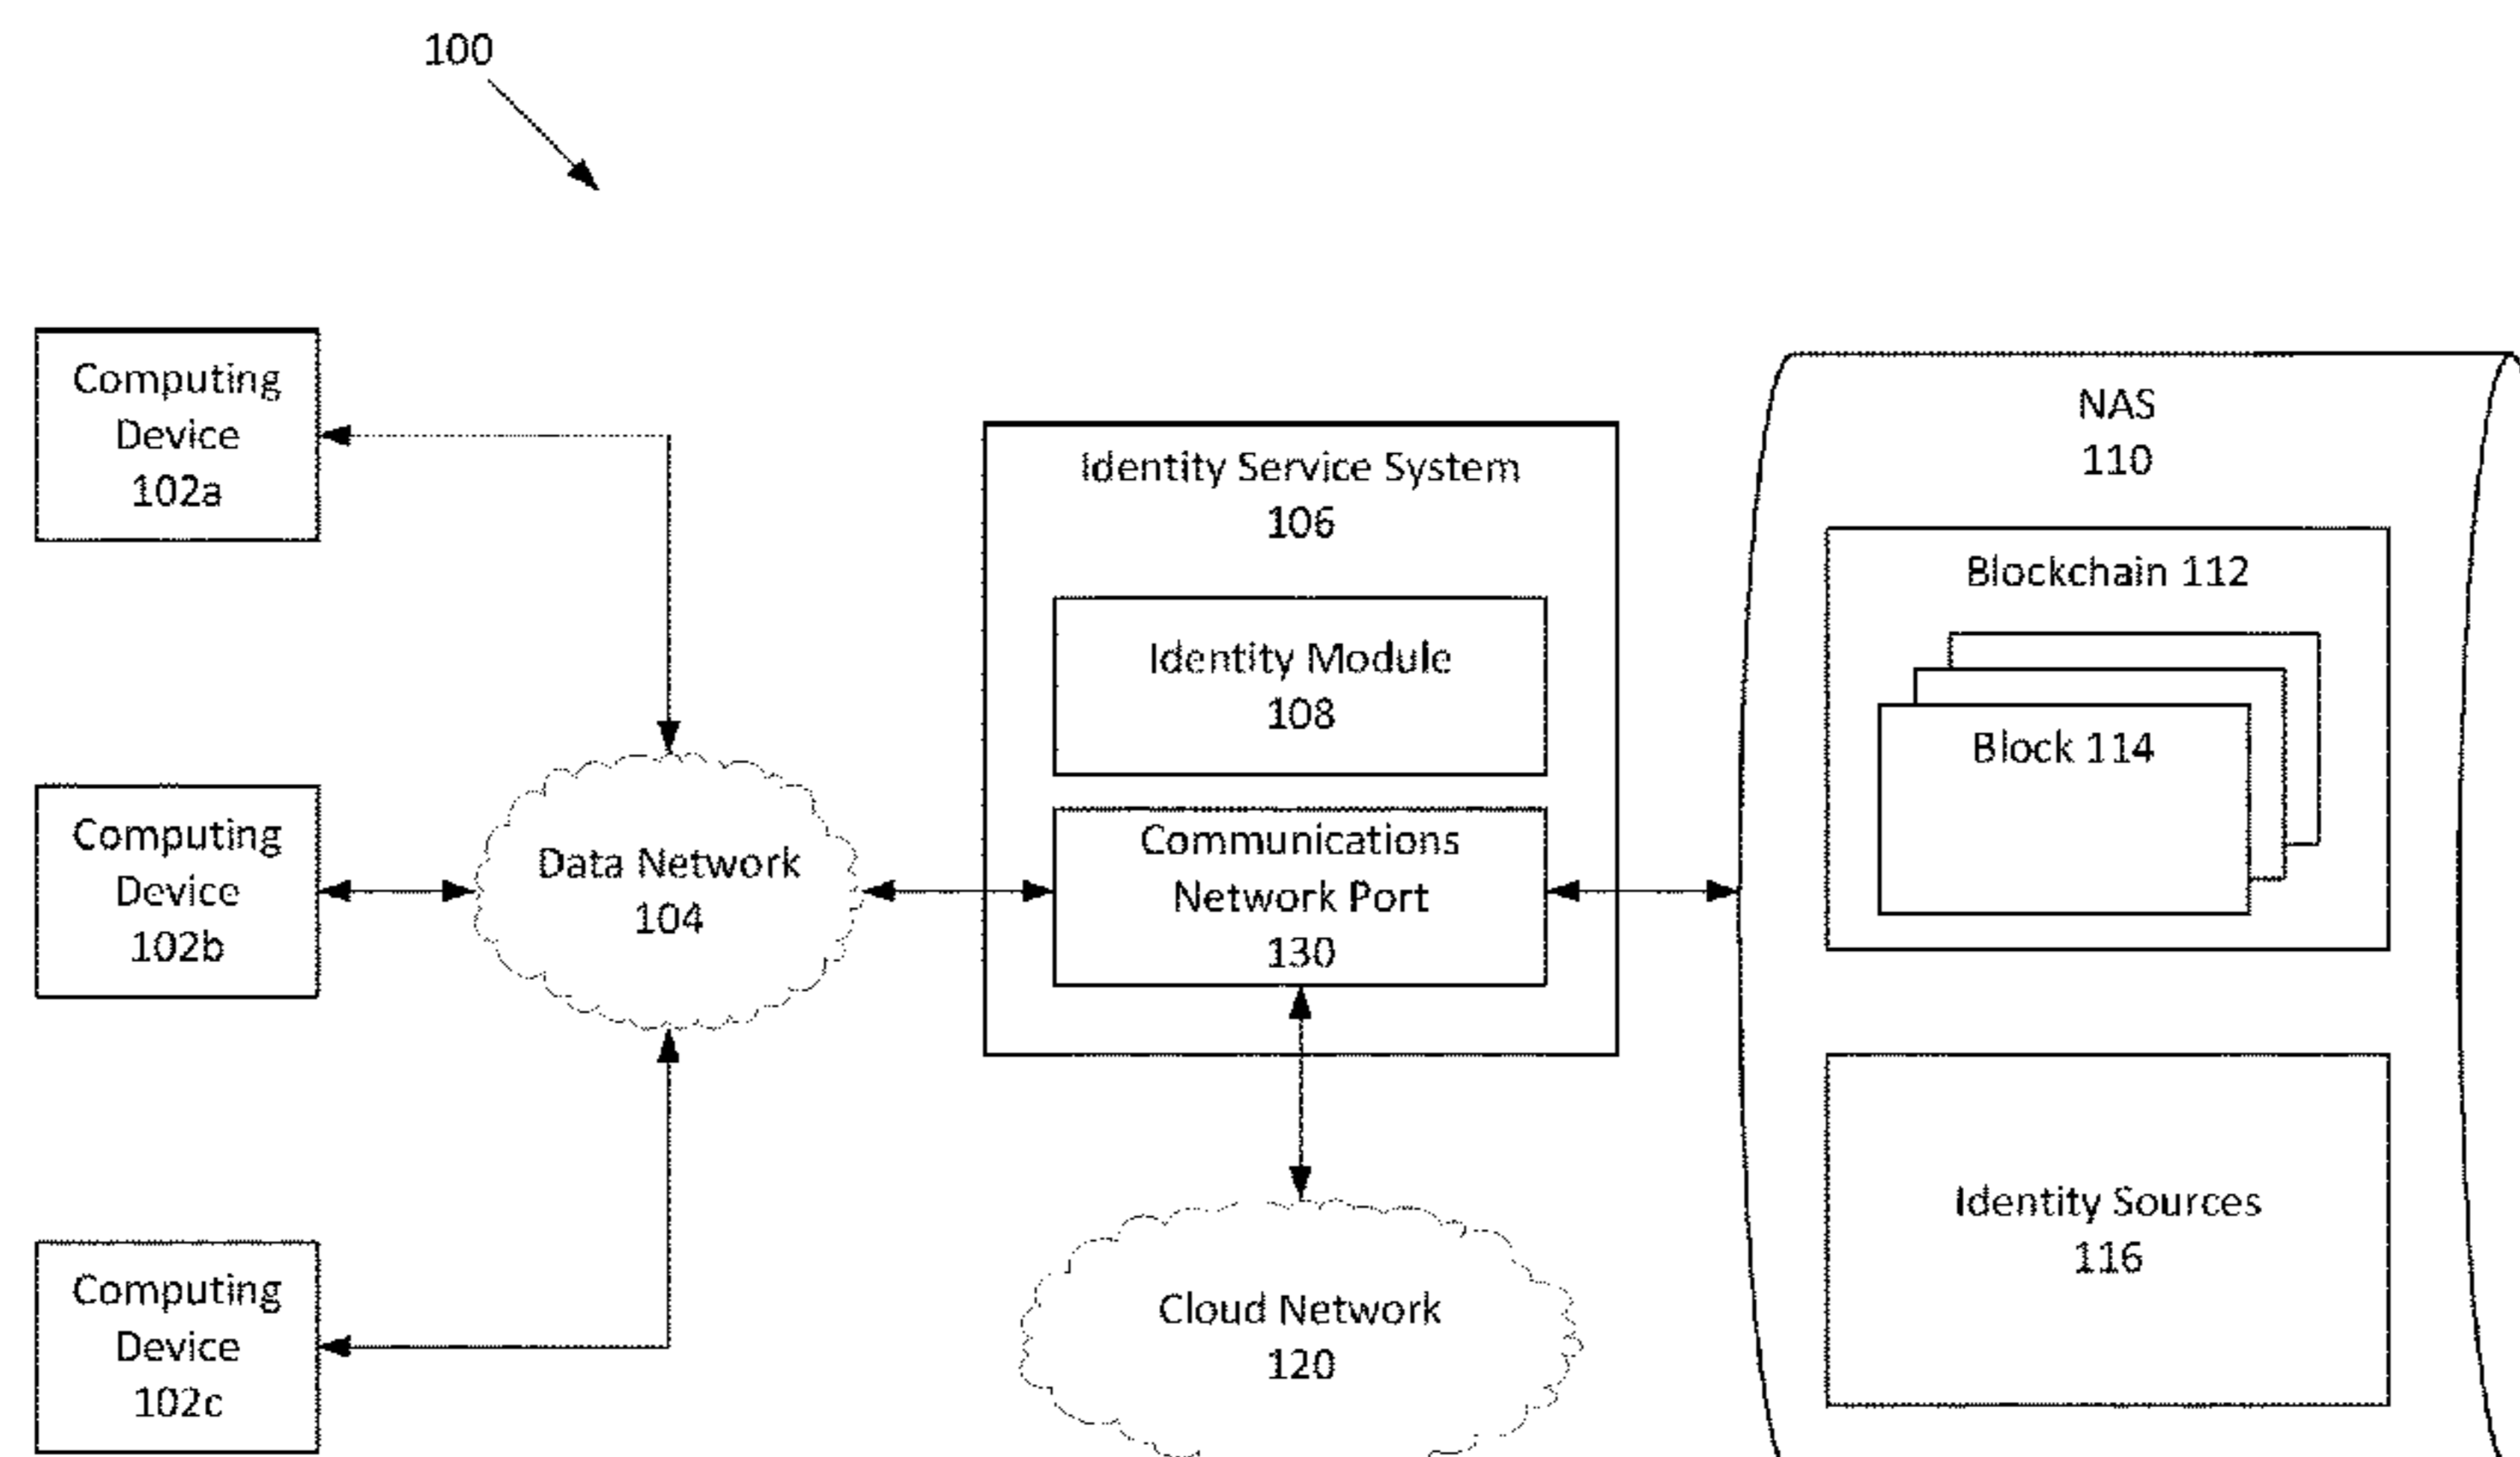 100
Computing
Device
102a
Computing
Device
102b
Computing
Device
102c
Data Network
104
Identity Service System
106
Identity Module
108
Communications
Network Port
130
Cloud Network
120
NAS
110
Blockchain 112
Block 114
Identity Sources
116